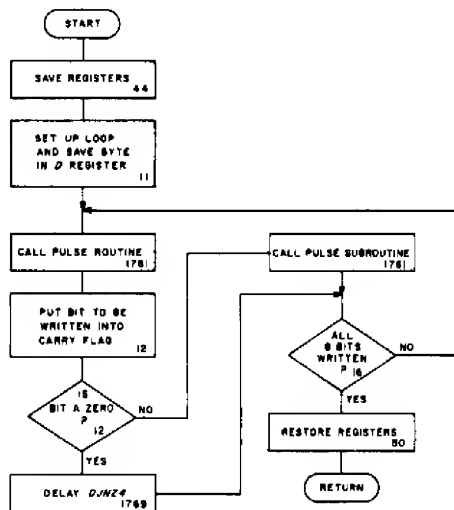 START
SAVE REGISTERS
44
SET UP LOOP
AND SAVE BYTE
IN D REGISTER
11
CALL PULSE ROUTINE
1761
PUT BIT TO BE
WRITTEN INTO
CARRY FLAG
12
IS
BIT A ZERO
?
12
NO
YES
DELAY DJNZ4
1769
CALL PULSE SUBROUTINE
1761
ALL
8 BITS
WRITTEN
? 16
NO
YES
RESTORE REGISTERS
50
RETURN